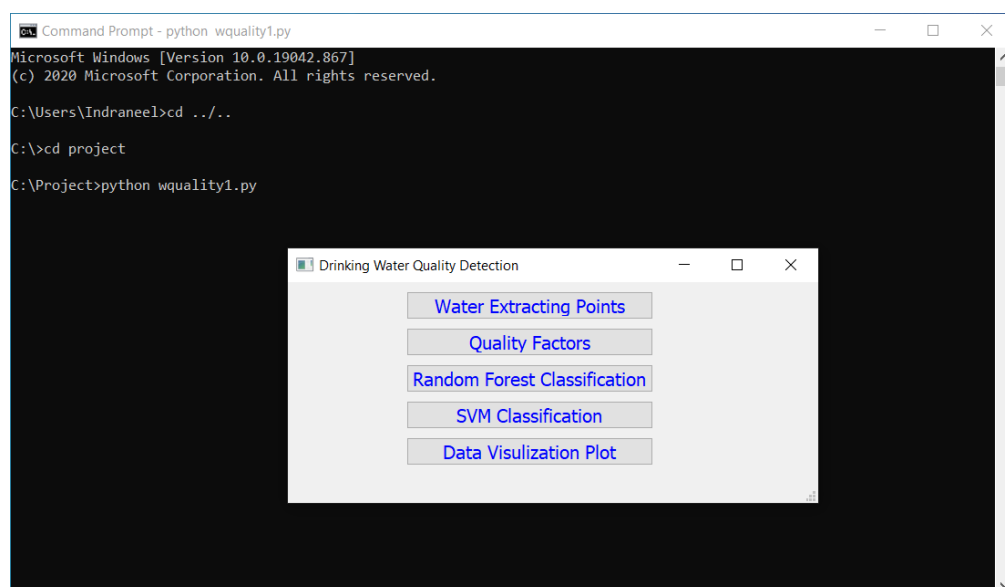 Command Prompt - python wquality1.py
Microsoft Windows [Version 10.0.19042.867]
(c) 2020 Microsoft Corporation. All rights reserved.
C:\Users\Indraneel>cd ../..
C:\>cd project
C:\Project>python wquality1.py
Drinking Water Quality Detection
Water Extracting Points
Quality Factors
Random Forest Classification
SVM Classification
Data Visulization Plot